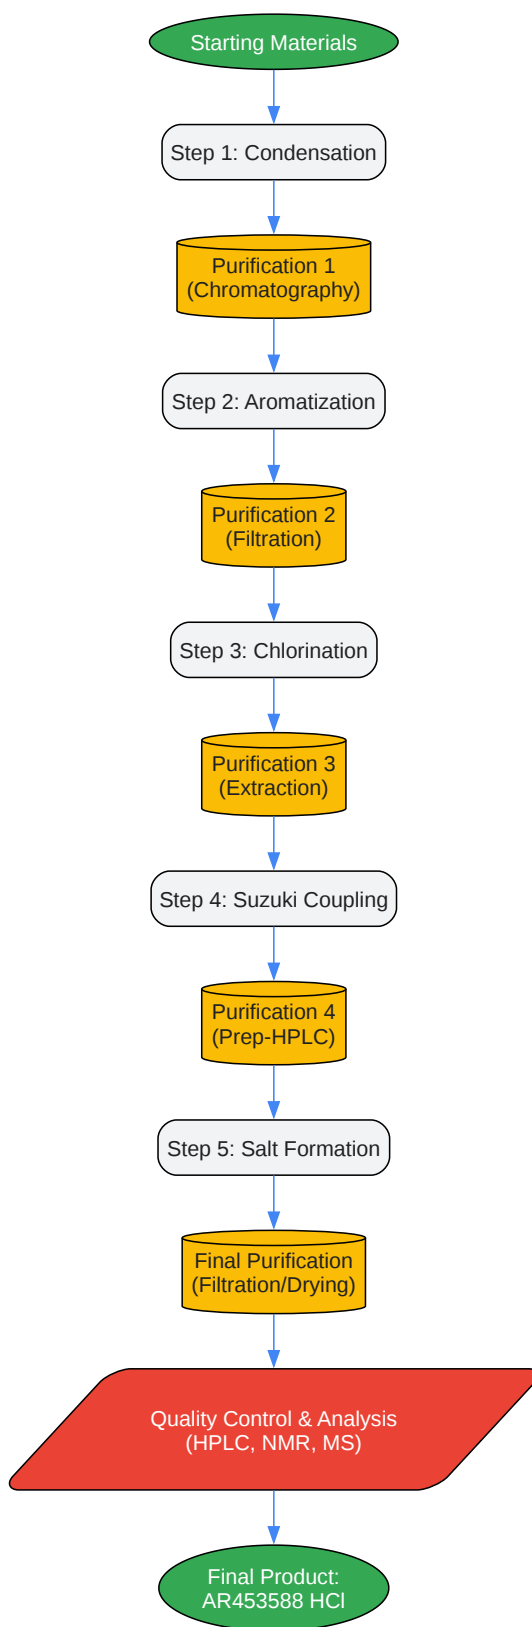 Starting Materials
Step 1: Condensation
Purification 1
(Chromatography)
Step 2: Aromatization
Purification 2
(Filtration)
Step 3: Chlorination
Purification 3
(Extraction)
Step 4: Suzuki Coupling
Purification 4
(Prep-HPLC)
Step 5: Salt Formation
Final Purification
(Filtration/Drying)
Quality Control & Analysis
(HPLC, NMR, MS)
Final Product:
AR453588 HCl